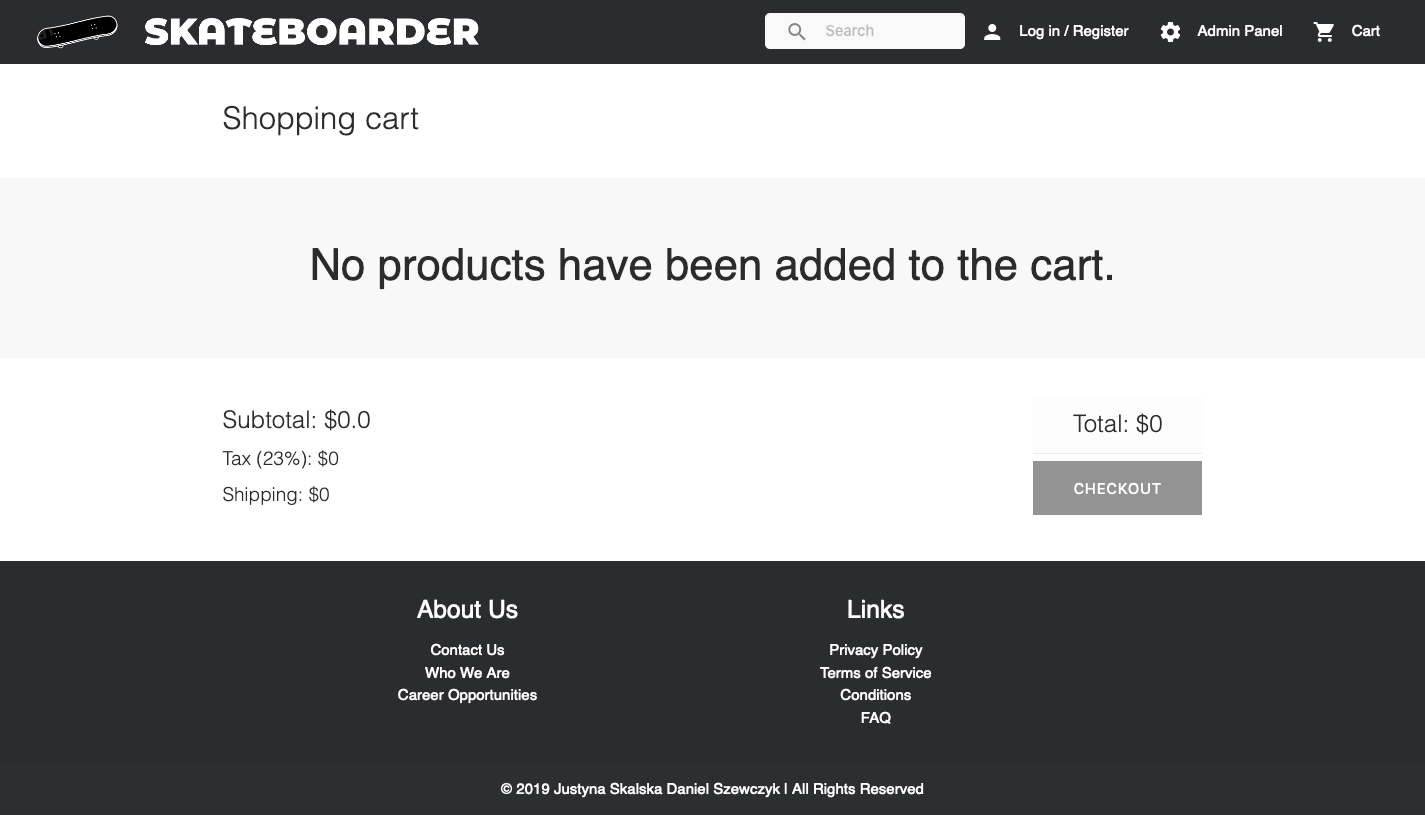 SKATEBOARDER
Search
Log in / Register
Admin Panel
Cart
Shopping cart
No products have been added to the cart.
Subtotal: $0.0
Tax (23%): $0
Shipping: $0
Total: $0
CHECKOUT
About Us
Contact Us
Who We Are
Career Opportunities
Links
Privacy Policy
Terms of Service
Conditions
FAQ
© 2019 Justyna Skalska Daniel Szewczyk | All Rights Reserved